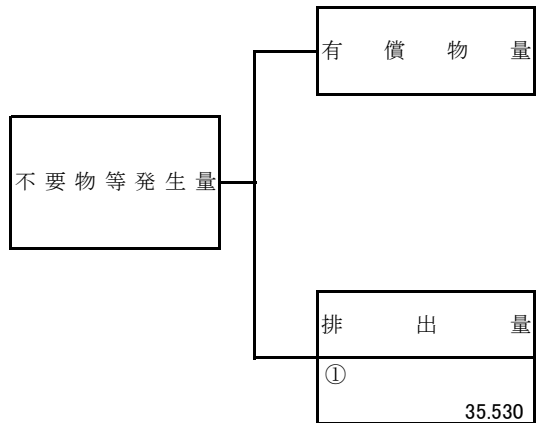 有償物量
不要物等発生量
排出量
①
35.530